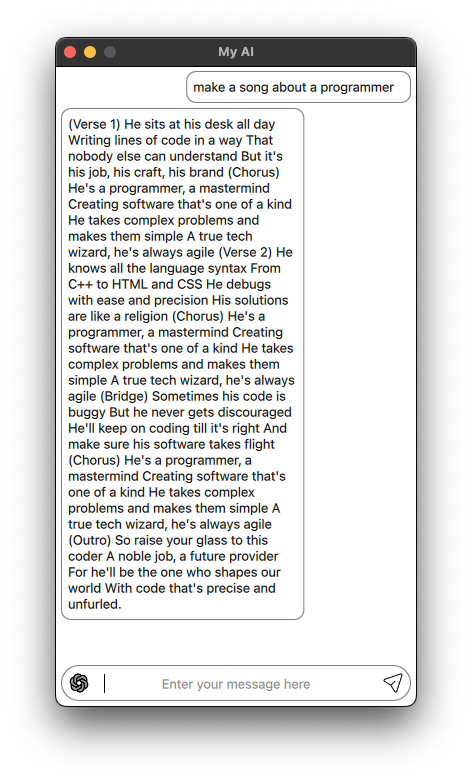 My AI
make a song about a programmer
(Verse 1) He sits at his desk all day
Writing lines of code in a way That
nobody else can understand But it's
his job, his craft, his brand (Chorus)
He's a programmer, a mastermind
Creating software that's one of a kind
He takes complex problems and
makes them simple A true tech
wizard, he's always agile (Verse 2) He
knows all the language syntax From
C++ to HTML and CSS He debugs
with ease and precision His solutions
are like a religion (Chorus) He's a
programmer, a mastermind Creating
software that's one of a kind He takes
complex problems and makes them
simple A true tech wizard, he's always
agile (Bridge) Sometimes his code is
buggy But he never gets discouraged
He'll keep on coding till it's right And
make sure his software takes flight
(Chorus) He's a programmer, a
mastermind Creating software that's
one of a kind He takes complex
problems and makes them simple A
true tech wizard, he's always agile
(Outro) So raise your glass to this
coder A noble job, a future provider
For he'll be the one who shapes our
world With code that's precise and
unfurled.
Enter your message here